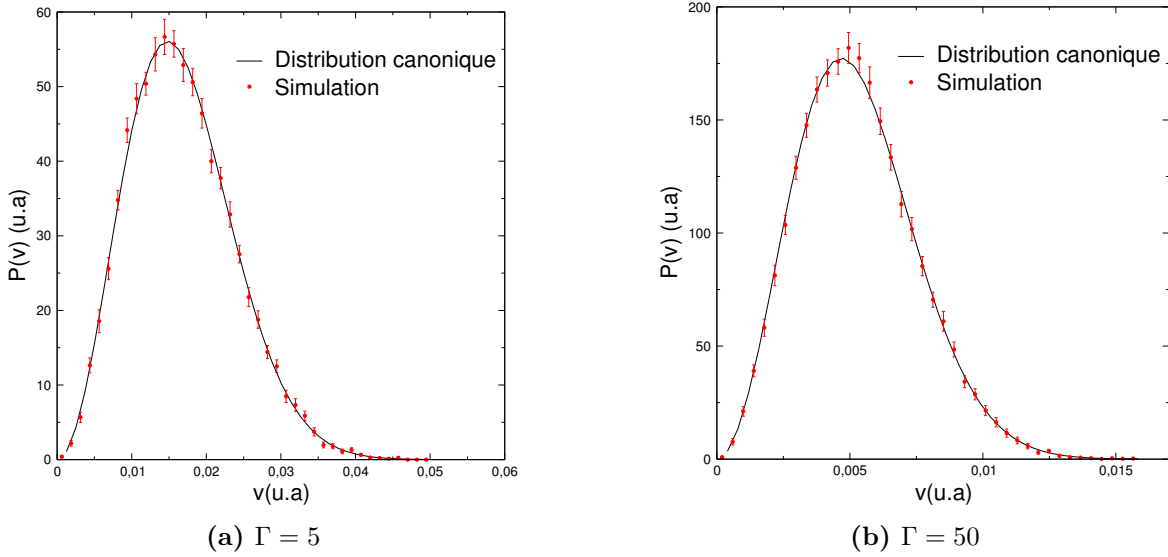 60
50
40
30
20
10
0
P(v) (u.a)
Distribution canonique
Simulation
0 0,01 0,02 0,03 0,04 0,05 0,06
v(u.a)
(a) Γ = 5
200
150
100
50
0
P(v) (u.a)
Distribution canonique
Simulation
0 0,005 0,01 0,015
v(u.a)
(b) Γ = 50